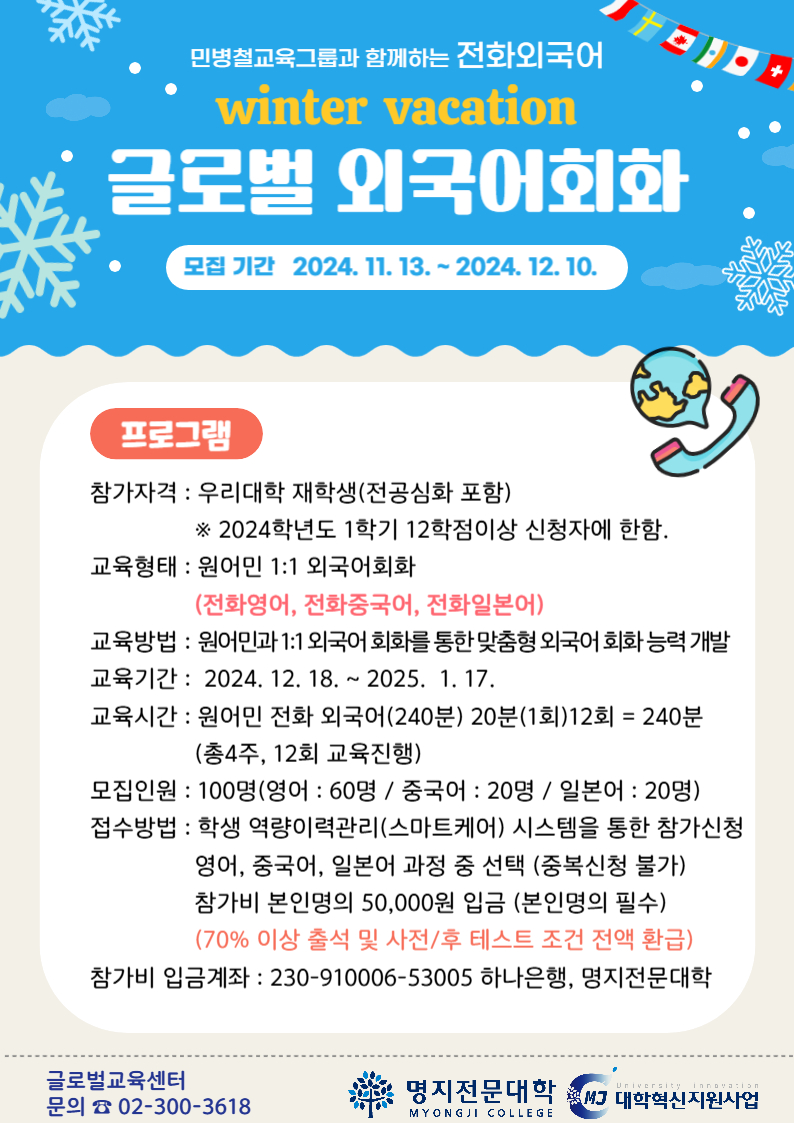 민병철교육그룹과 함께하는 전화외국어
winter vacation
글로벌 외국어회화
모집 기간 2024. 11. 13. ~ 2024. 12. 10.
프로그램
참가자격 : 우리대학 재학생(전공심화 포함)
※ 2024학년도 1학기 12학점이상 신청자에 한함.
교육형태 : 원어민 1:1 외국어회화
(전화영어, 전화중국어, 전화일본어)
교육방법 : 원어민과 1:1 외국어 회화를 통한 맞춤형 외국어 회화 능력 개발
교육기간 : 2024. 12. 18. ~ 2025. 1. 17.
교육시간 : 원어민 전화 외국어(240분) 20분(1회)12회 = 240분
(총4주, 12회 교육진행)
모집인원 : 100명(영어 : 60명 / 중국어 : 20명 / 일본어 : 20명)
접수방법 : 학생 역량이력관리(스마트케어) 시스템을 통한 참가신청
영어, 중국어, 일본어 과정 중 선택 (중복신청 불가)
참가비 본인명의 50,000원 입금 (본인명의 필수)
(70% 이상 출석 및 사전/후 테스트 조건 전액 환급)
참가비 입금계좌 : 230-910006-53005 하나은행, 명지전문대학
글로벌교육센터
문의 ☎ 02-300-3618
명지전문대학
MYONGJI COLLEGE
University innovation
MJ 대학혁신지원사업